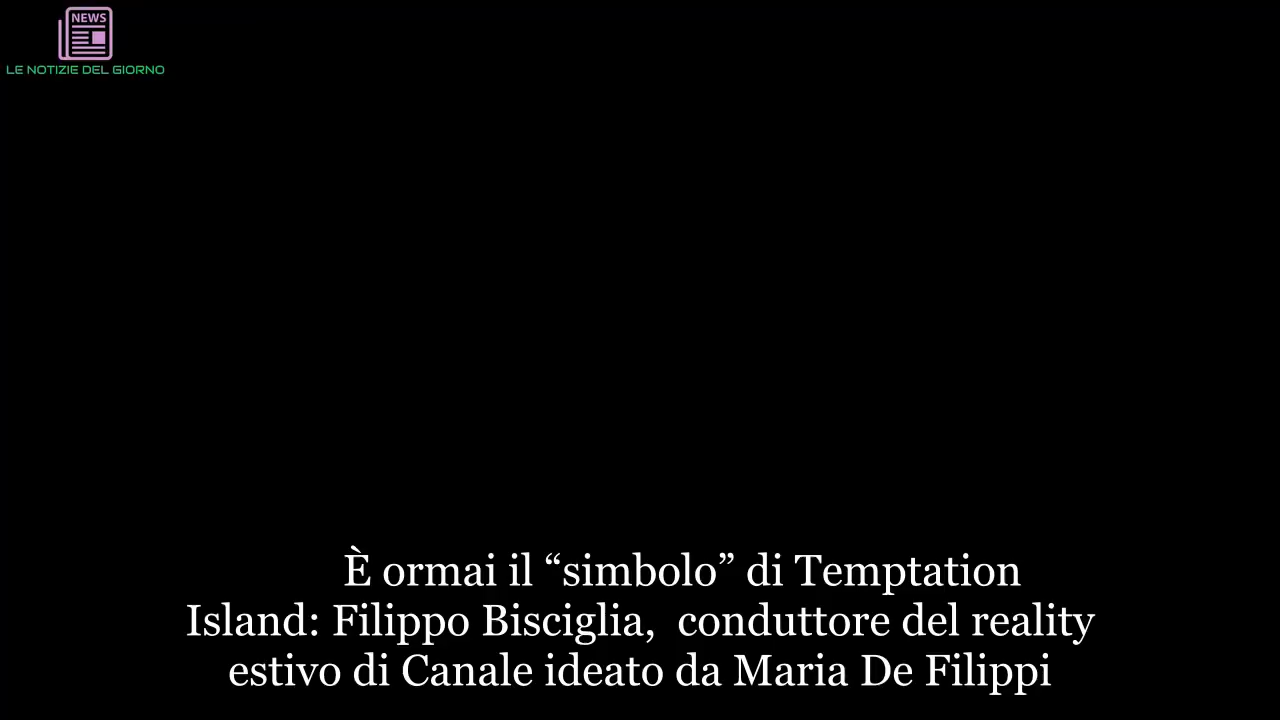 NEWS
LE NOTIZIE DEL GIORNO
È ormai il “simbolo” di Temptation
Island: Filippo Bisciglia,  conduttore del reality
estivo di Canale ideato da Maria De Filippi